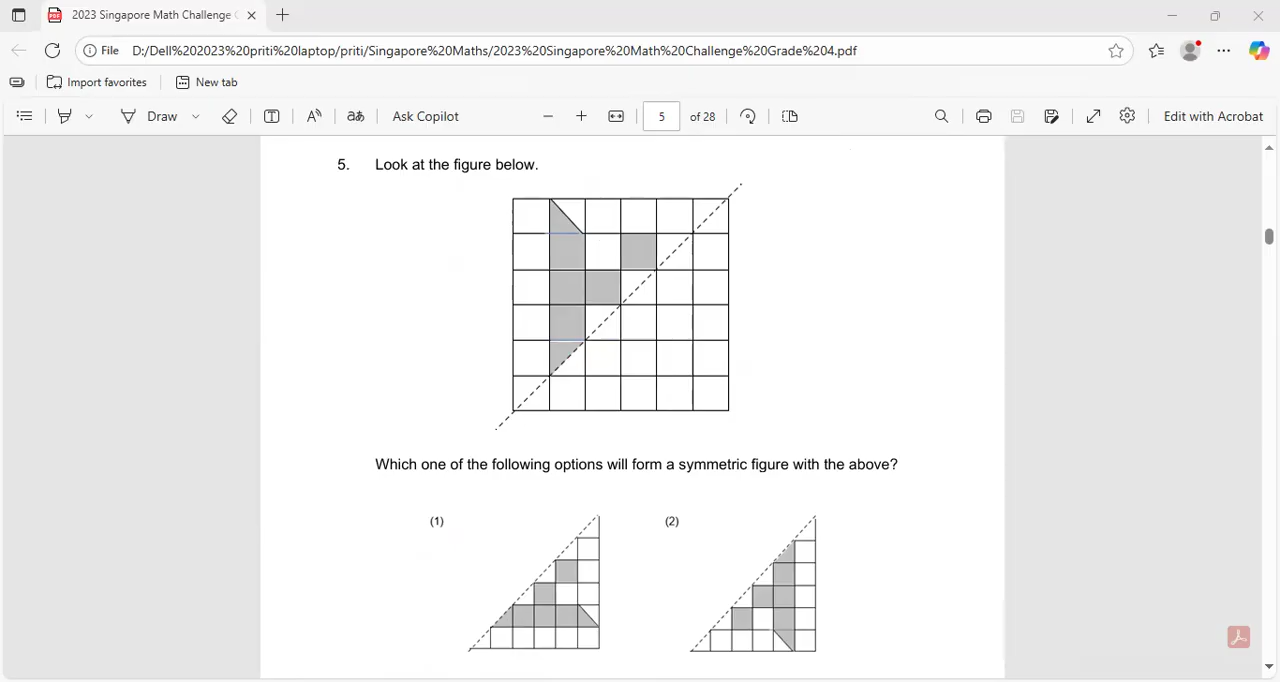 2023 Singapore Math Challenge
File D:/Dell%202023%20priti%20laptop/priti/Singapore%20Maths/2023%20Singapore%20Math%20Challenge%20Grade%204.pdf
Import favorites New tab
Draw aあ Ask Copilot 5 of 28 Edit with Acrobat
5. Look at the figure below.
Which one of the following options will form a symmetric figure with the above?
(1) (2)